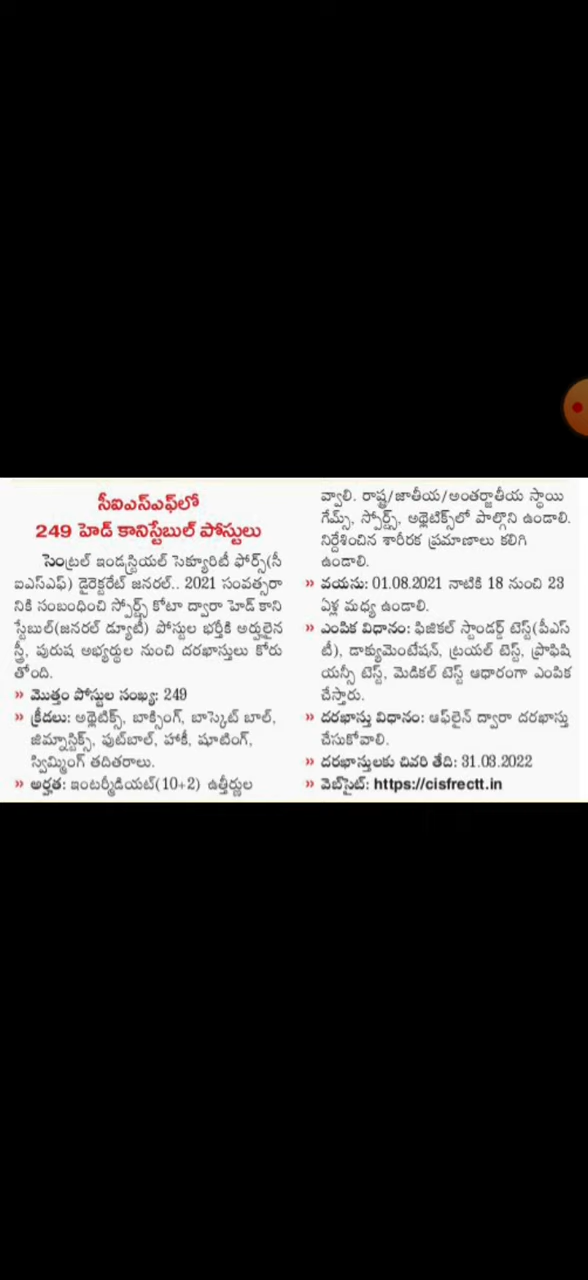 సీఐఎస్ఎఫ్‌లో
249 హెడ్ కానిస్టేబుల్ పోస్టులు
సెంట్రల్ ఇండస్ట్రియల్ సెక్యూరిటీ ఫోర్స్(సీ
ఐఎస్ఎఫ్) డైరెక్టరేట్ జనరల్.. 2021 సంవత్సరా
నికి సంబంధించి స్పోర్ట్స్ కోటా ద్వారా హెడ్ కాని
స్టేబుల్(జనరల్ డ్యూటీ) పోస్టుల భర్తీకి అర్హులైన
స్త్రీ, పురుష అభ్యర్థుల నుంచి దరఖాస్తులు కోరు
తోంది.
» మొత్తం పోస్టుల సంఖ్య: 249
» క్రీడలు: అథ్లెటిక్స్, బాక్సింగ్, బాస్కెట్ బాల్,
జిమ్నాస్టిక్స్, ఫుట్‌బాల్, హాకీ, షూటింగ్,
స్విమ్మింగ్ తదితరాలు.
» అర్హత: ఇంటర్మీడియట్(10+2) ఉత్తీర్ణుల
వ్వాలి. రాష్ట్ర/జాతీయ/అంతర్జాతీయ స్థాయి
గేమ్స్, స్పోర్ట్స్, అథ్లెటిక్స్‌లో పాల్గొని ఉండాలి.
నిర్దేశించిన శారీరక ప్రమాణాలు కలిగి
ఉండాలి.
» వయసు: 01.08.2021 నాటికి 18 నుంచి 23
ఏళ్ల మధ్య ఉండాలి.
» ఎంపిక విధానం: ఫిజికల్ స్టాండర్డ్ టెస్ట్(పీఎస్
టీ), డాక్యుమెంటేషన్, ట్రయల్ టెస్ట్, ప్రొఫిషి
యన్సీ టెస్ట్, మెడికల్ టెస్ట్ ఆధారంగా ఎంపిక
చేస్తారు.
» దరఖాస్తు విధానం: ఆఫ్‌లైన్ ద్వారా దరఖాస్తు
చేసుకోవాలి.
» దరఖాస్తులకు చివరి తేది: 31.03.2022
» వెబ్‌సైట్: https://cisfrectt.in